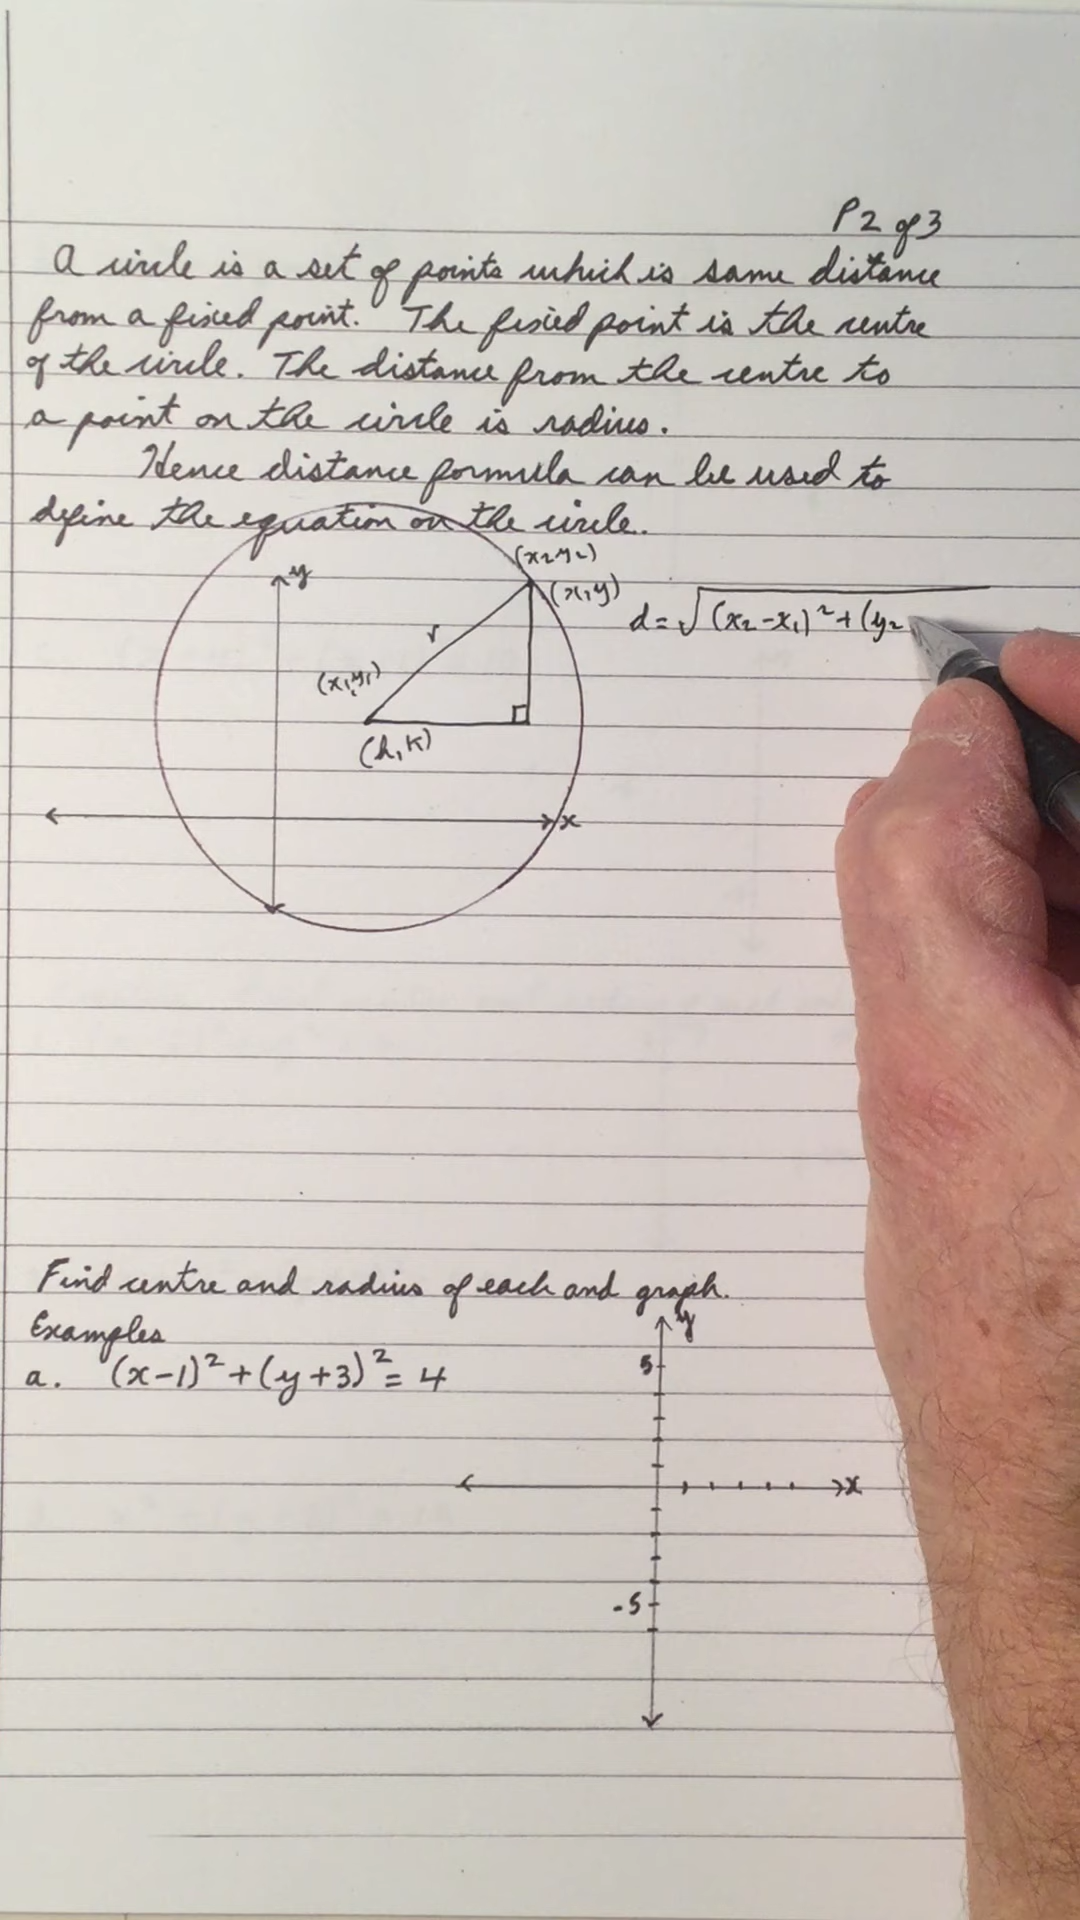 P2 of 3
A circle is a set of points which is same distance
from a fixed point. The fixed point is the centre
of the circle. The distance from the centre to
a point on the circle is radius.
Hence distance formula can be used to
define the equation on the circle.
(x₂y₂)
y
(x,y)
d = √(x₂-x₁)²+(y₂
r
(x₁,y₁)
(h,k)
x
Find centre and radius of each and graph.
Examples
y
5
a. (x-1)²+(y+3)²= 4
x
-5